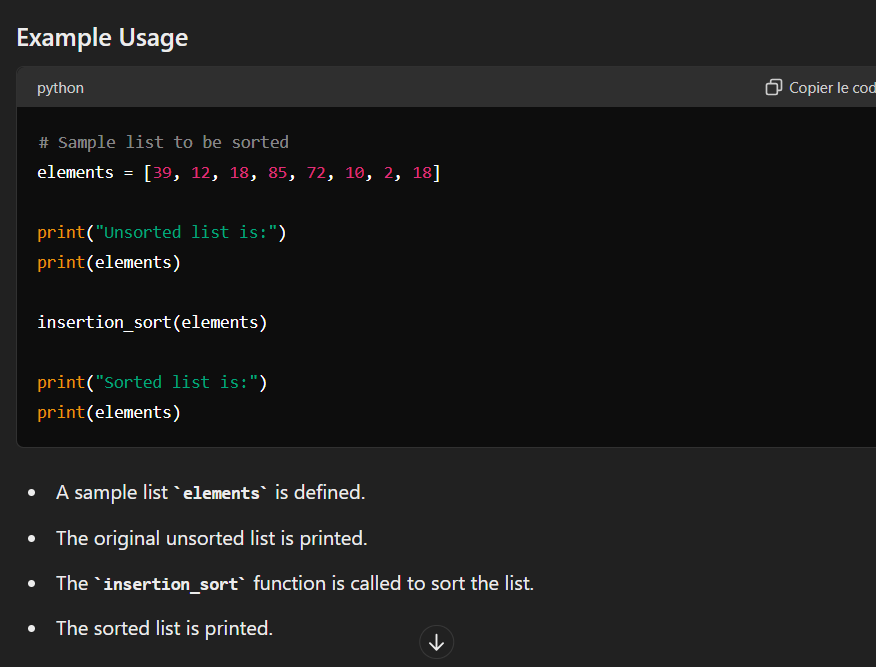 Example Usage
python
Copier le cod
# Sample list to be sorted
elements = [39, 12, 18, 85, 72, 10, 2, 18]
print("Unsorted list is:")
print(elements)
insertion_sort(elements)
print("Sorted list is:")
print(elements)
• A sample list `elements` is defined.
• The original unsorted list is printed.
• The `insertion_sort` function is called to sort the list.
• The sorted list is printed.